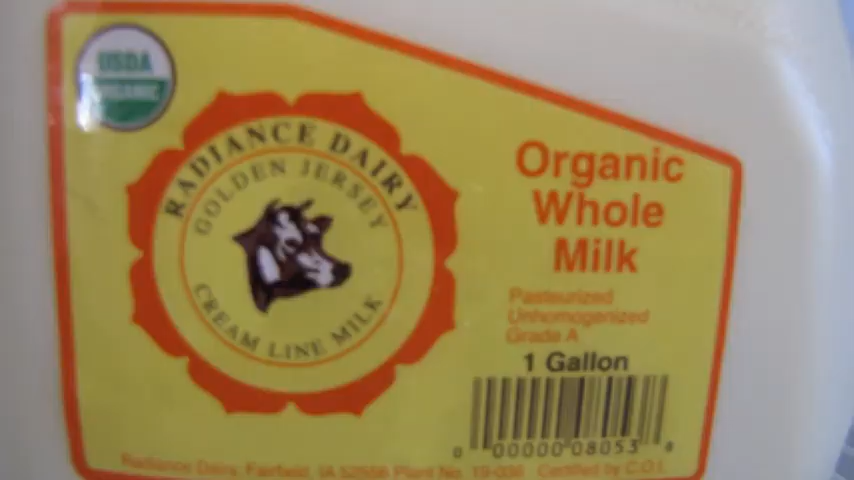 USDA
ORGANIC
RADIANCE DAIRY
GOLDEN JERSEY
CREAM LINE MILK
Organic
Whole
Milk
Pasteurized
Unhomogenized
Grade A
1 Gallon
0 00000 08053 8
Radiance Dairy, Fairfield, IA 52556 Plant No. 19-038 Certified by C.O.I.